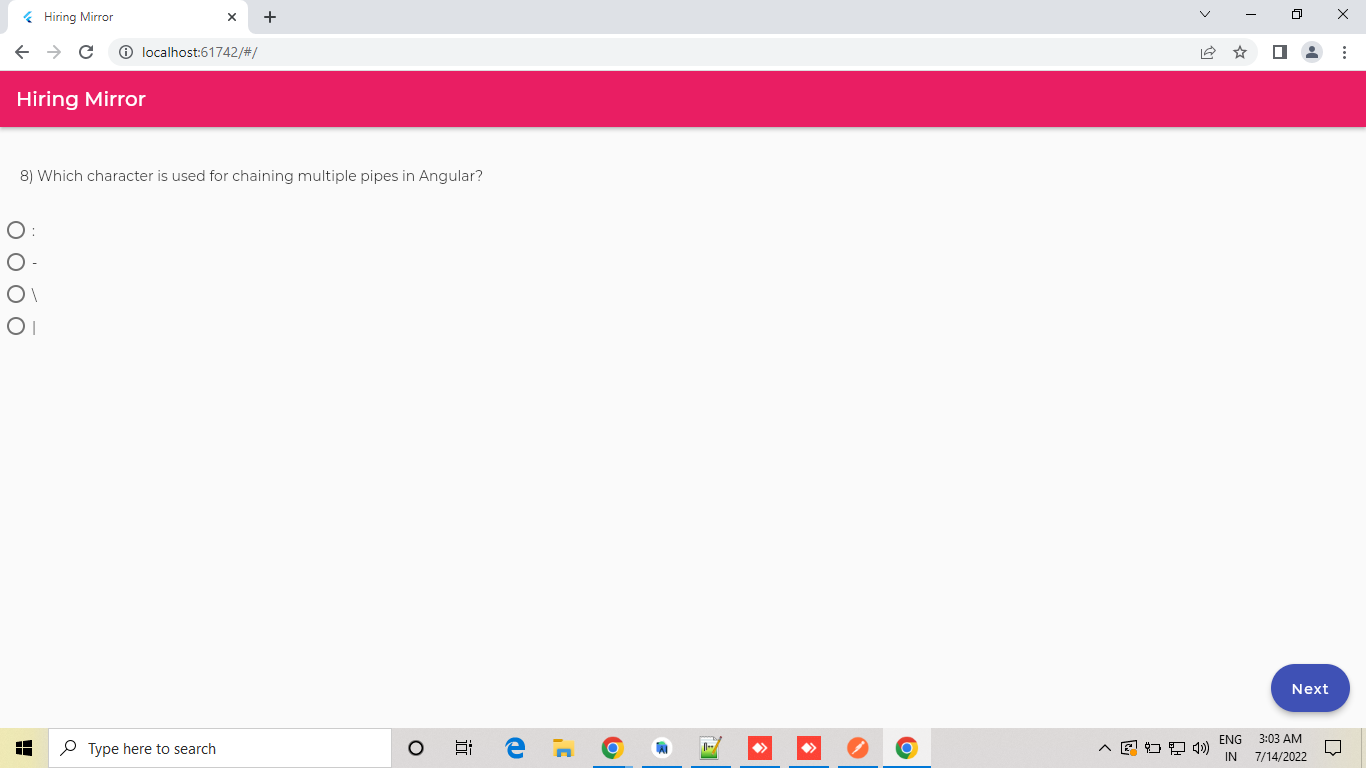 Hiring Mirror
localhost:61742/#/
Hiring Mirror
8) Which character is used for chaining multiple pipes in Angular?
:
-
\
|
Next
Type here to search
ENG
IN
3:03 AM
7/14/2022